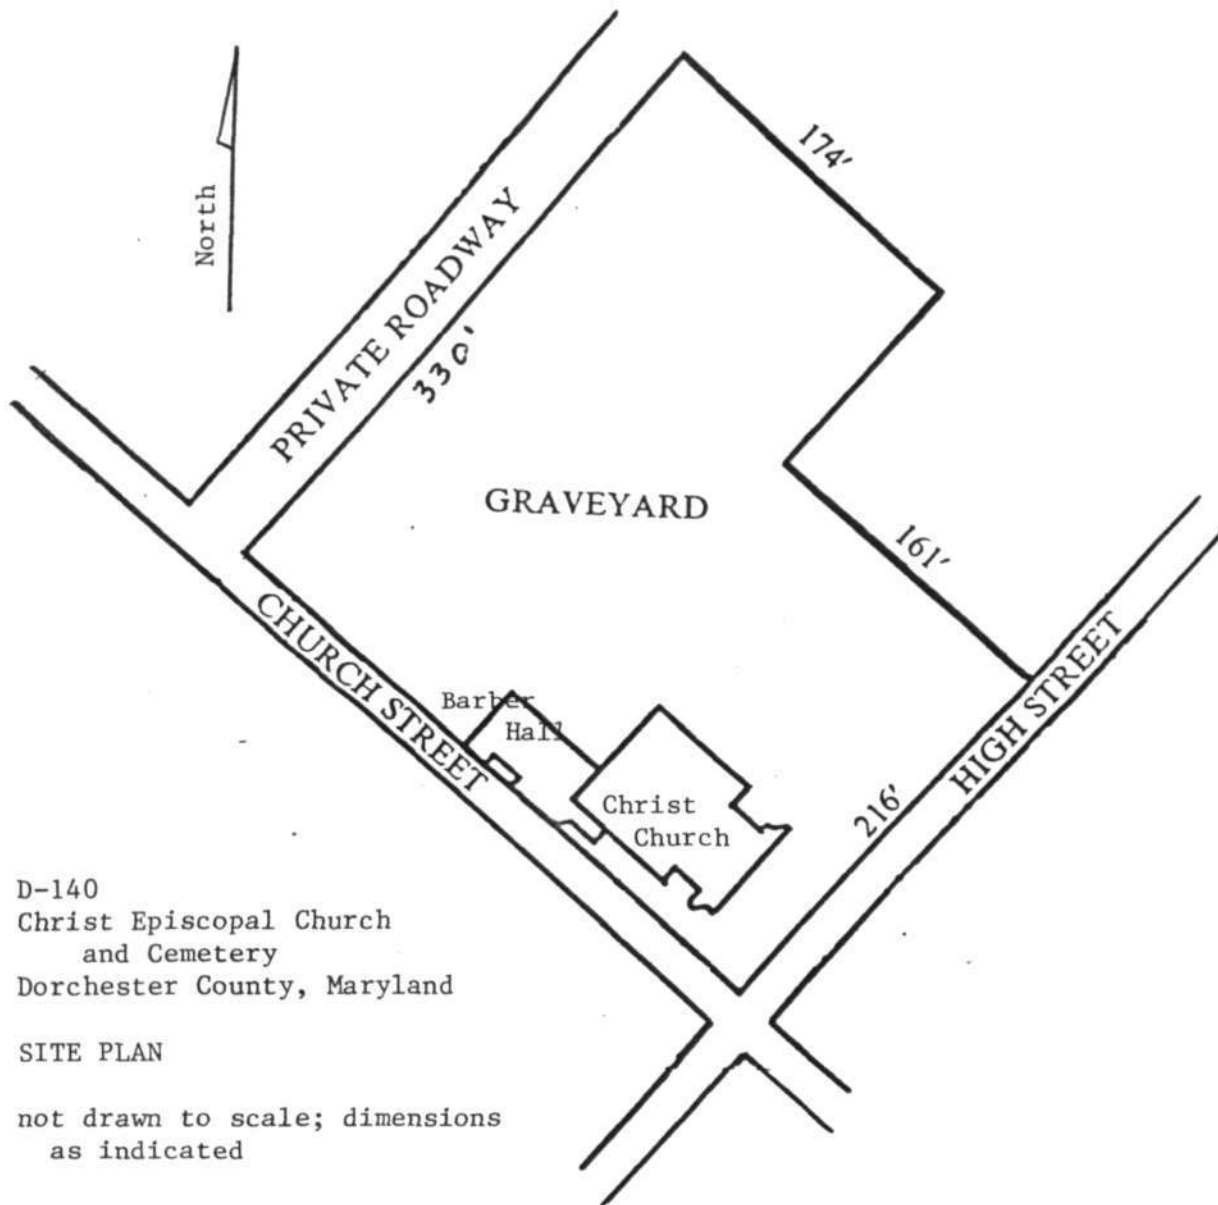 North
174'
PRIVATE ROADWAY
330'
GRAVEYARD
161'
CHURCH STREET
HIGH STREET
216'
Barber
Hall
Christ
Church
D-140
Christ Episcopal Church
and Cemetery
Dorchester County, Maryland
SITE PLAN
not drawn to scale; dimensions
as indicated